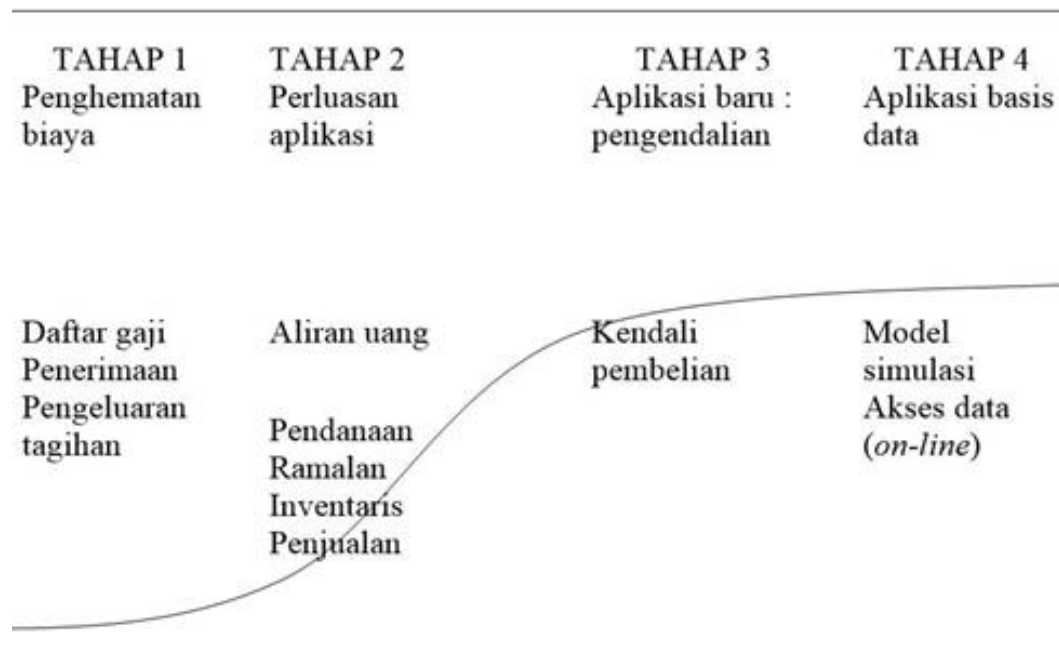 TAHAP 1
Penghematan
biaya
TAHAP 2
Perluasan
aplikasi
TAHAP 3
Aplikasi baru :
pengendalian
TAHAP 4
Aplikasi basis
data
Daftar gaji
Penerimaan
Pengeluaran
tagihan
Aliran uang
Pendanaan
Ramalan
Inventaris
Penjualan
Kendali
pembelian
Model
simulasi
Akses data
(on-line)